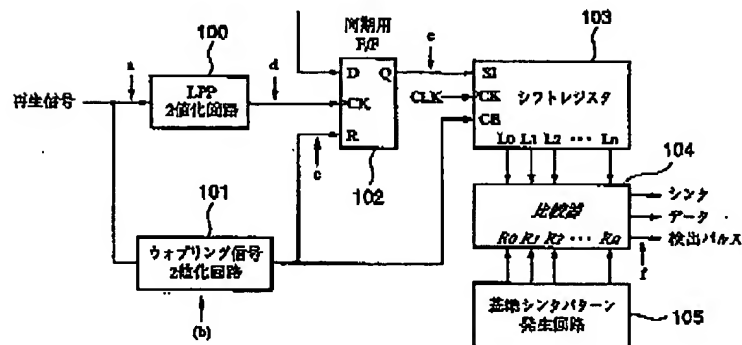 100
LPP
2値化回路
再生信号
a
d
同期用
F/F
D Q
CK
R
102
e
c
CLK
103
SI
CK
CE
シフトレジスタ
L0 L1 L2 … Ln
104
比較器
R0 R1 R2 … Rn
シンタ
データ
検出パルス
f
101
ウォブリング信号
2値化回路
(b)
基準シンタパターン
発生回路
105